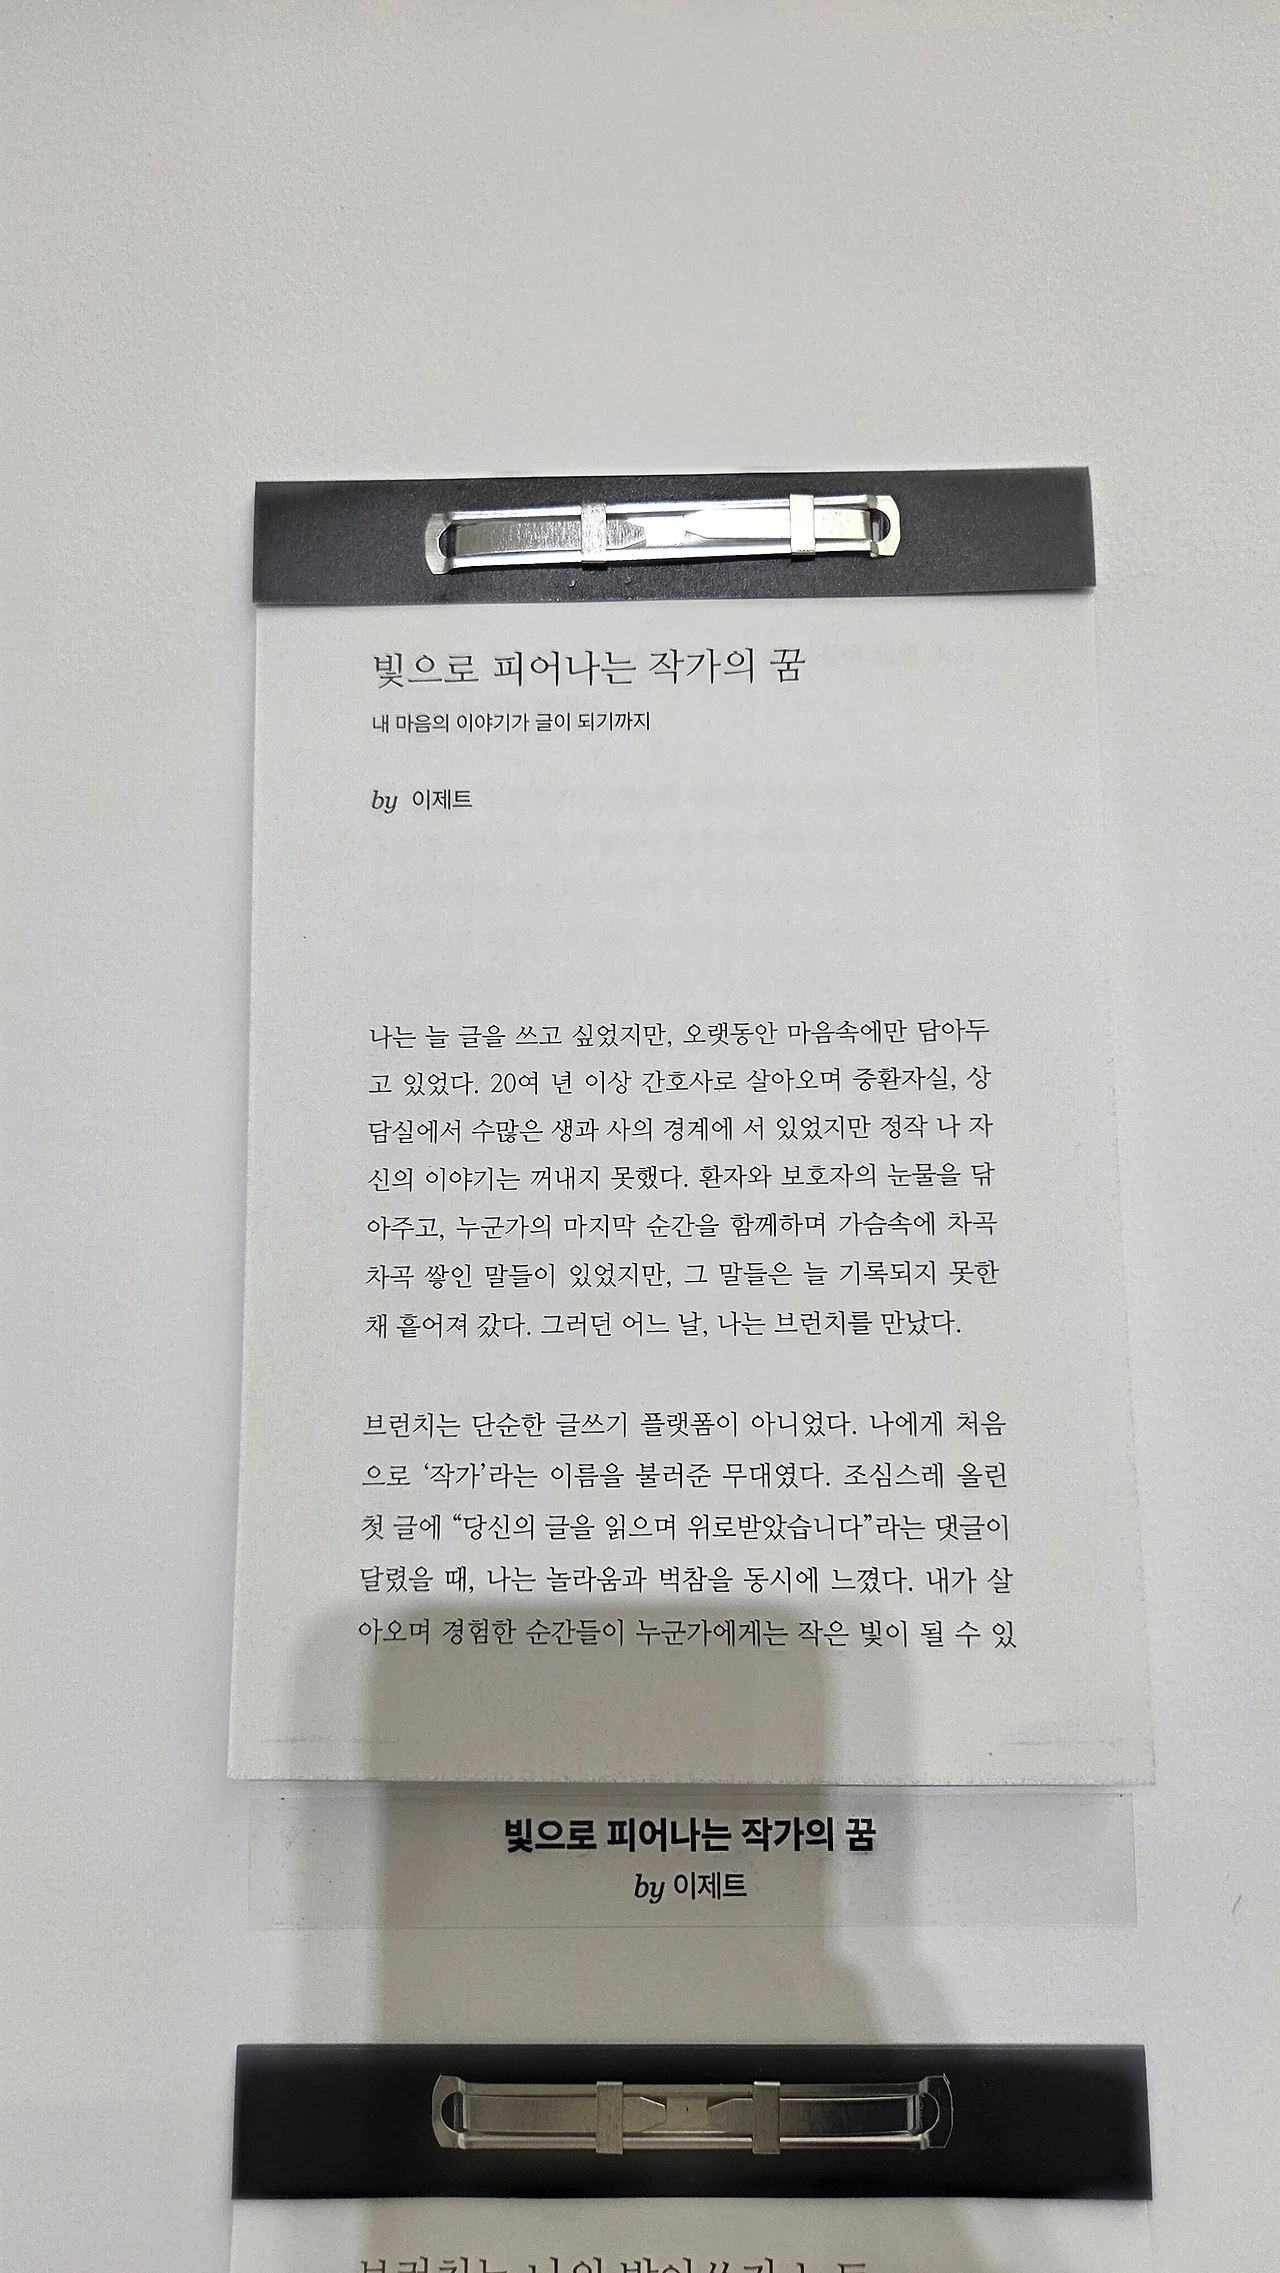 빛으로 피어나는 작가의 꿈
내 마음의 이야기가 글이 되기까지
by 이제트
나는 늘 글을 쓰고 싶었지만, 오랫동안 마음속에만 담아두
고 있었다. 20여 년 이상 간호사로 살아오며 중환자실, 상
담실에서 수많은 생과 사의 경계에 서 있었지만 정작 나 자
신의 이야기는 꺼내지 못했다. 환자와 보호자의 눈물을 닦
아주고, 누군가의 마지막 순간을 함께하며 가슴속에 차곡
차곡 쌓인 말들이 있었지만, 그 말들은 늘 기록되지 못한
채 흩어져 갔다. 그러던 어느 날, 나는 브런치를 만났다.
브런치는 단순한 글쓰기 플랫폼이 아니었다. 나에게 처음
으로 ‘작가’라는 이름을 불러준 무대였다. 조심스레 올린
첫 글에 “당신의 글을 읽으며 위로받았습니다”라는 댓글이
달렸을 때, 나는 놀라움과 벅참을 동시에 느꼈다. 내가 살
아오며 경험한 순간들이 누군가에게는 작은 빛이 될 수 있
빛으로 피어나는 작가의 꿈
by 이제트